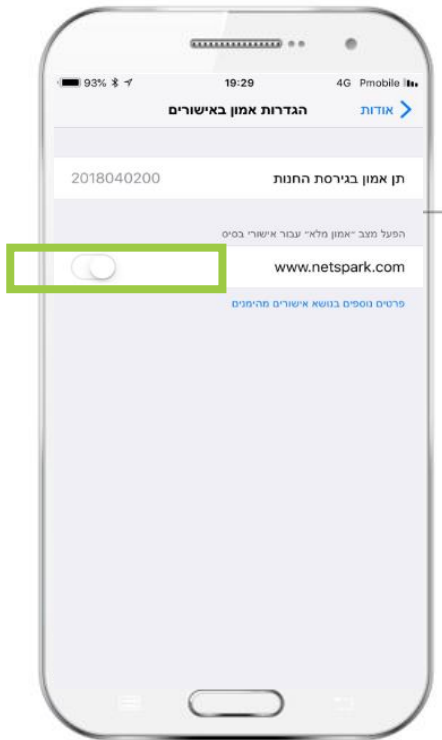 93% 19:29 4G Pmobile
אודות הגדרות אמון באישורים
תן אמון בגירסת החנות 2018040200
הפעל מצב "אמון מלא" עבור אישורי בסיס
www.netspark.com
פרטים נוספים בנושא אישורים מהימנים